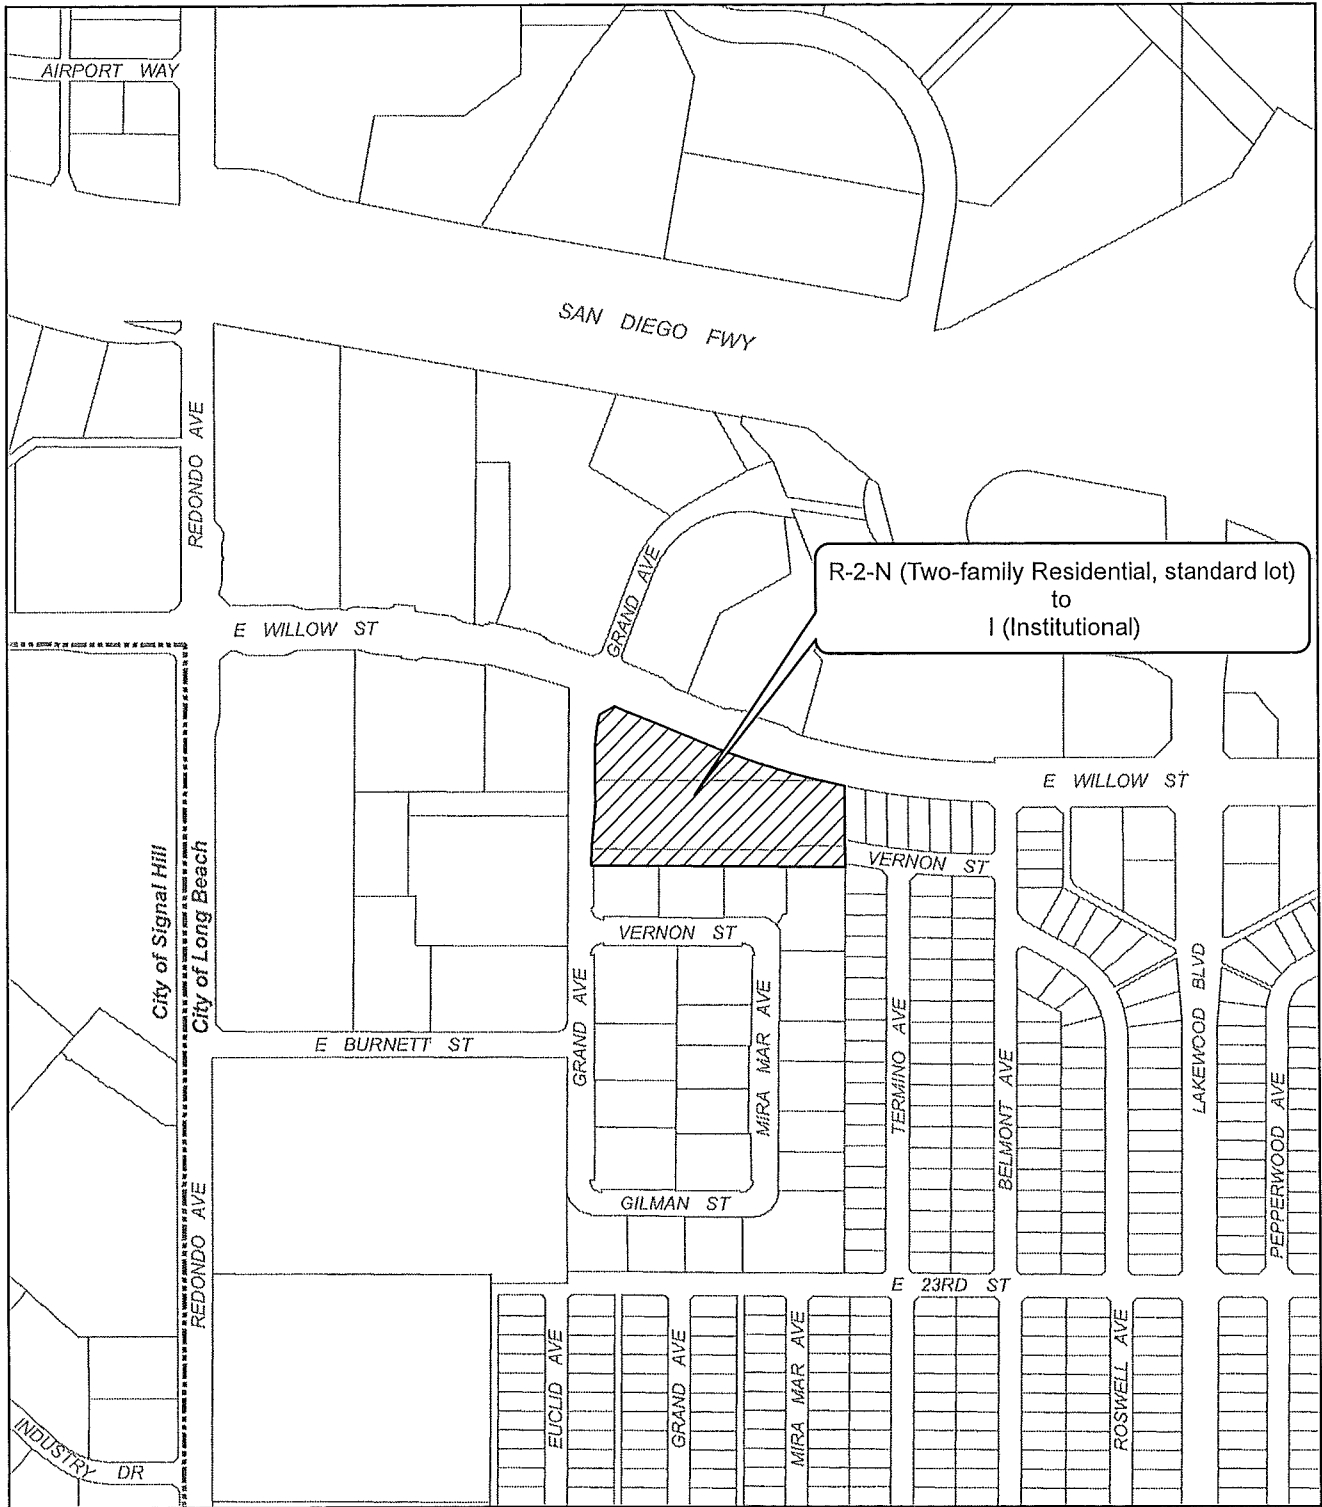 AIRPORT WAY
SAN DIEGO FWY
REDONDO AVE
GRAND AVE
R-2-N (Two-family Residential, standard lot)
to
I (Institutional)
E WILLOW ST
E WILLOW ST
VERNON ST
City of Signal Hill
City of Long Beach
VERNON ST
GRAND AVE
MIRA MAR AVE
TERMINO AVE
BELMONT AVE
LAKEWOOD BLVD
PEPPERWOOD AVE
E BURNETT ST
GILMAN ST
REDONDO AVE
E 23RD ST
EUCLID AVE
GRAND AVE
MIRA MAR AVE
ROSWELL AVE
INDUSTRY DR